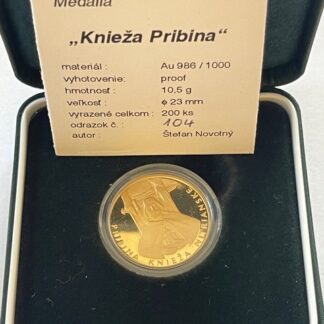 Medaila
„Knieža Pribina“
materiál : Au 986 / 1000
vyhotovenie: proof
hmotnosť : 10,5 g
veľkosť : ϕ 23 mm
vyrazené celkom : 200 ks
odrazok č. : 104
autor : Štefan Novotný
PRIBINA KNIEŽA NITRIANSKE